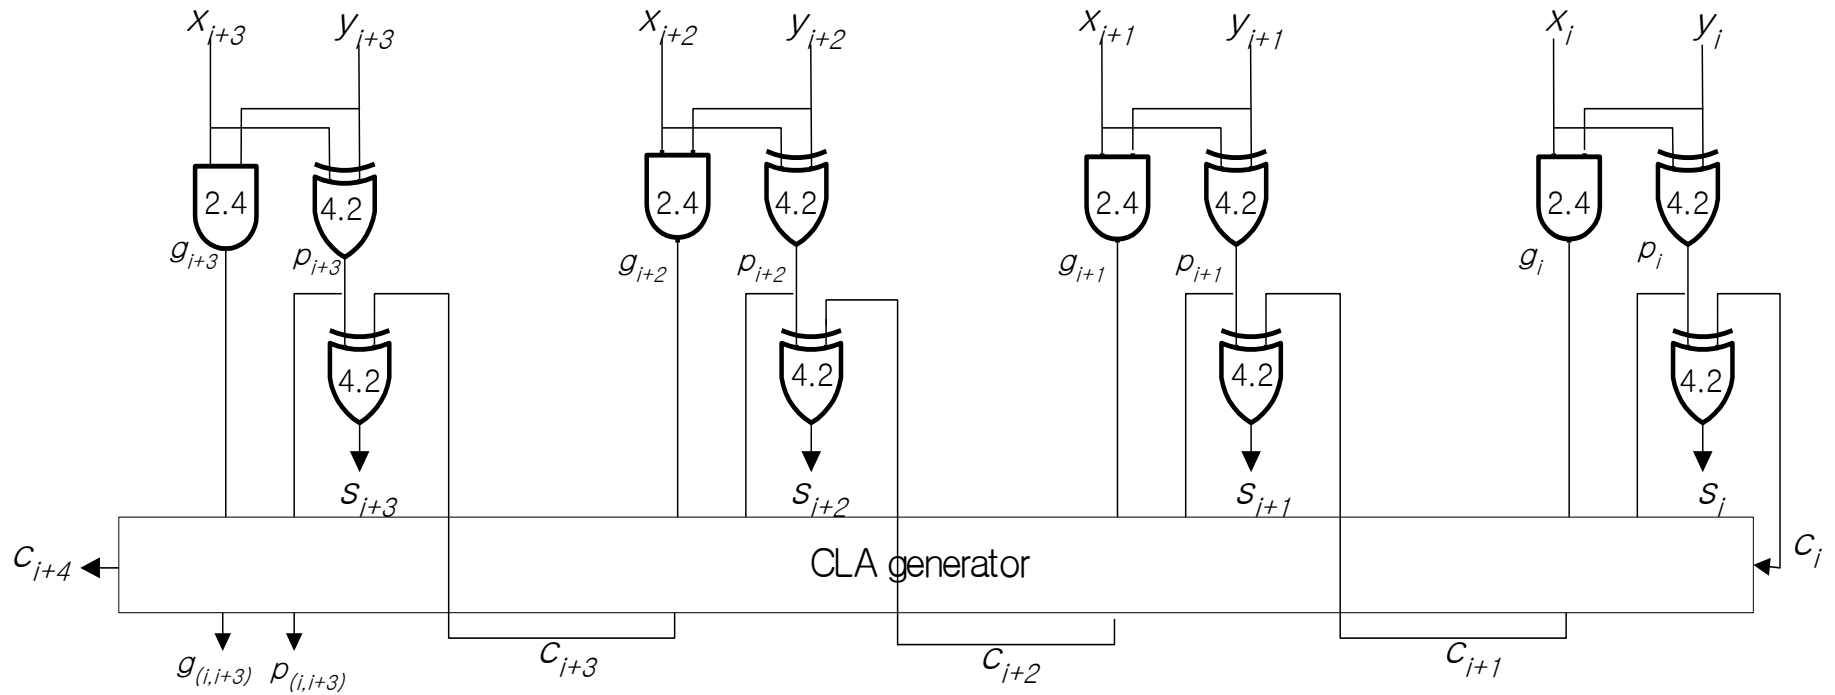 x_{i+3} y_{i+3} x_{i+2} y_{i+2} x_{i+1} y_{i+1} x_i y_i
2.4 4.2 2.4 4.2 2.4 4.2 2.4 4.2
g_{i+3} p_{i+3} g_{i+2} p_{i+2} g_{i+1} p_{i+1} g_i p_i
4.2 4.2 4.2 4.2
s_{i+3} s_{i+2} s_{i+1} s_i
c_{i+4} CLA generator c_i
g_{(i,i+3)} p_{(i,i+3)} c_{i+3} c_{i+2} c_{i+1}